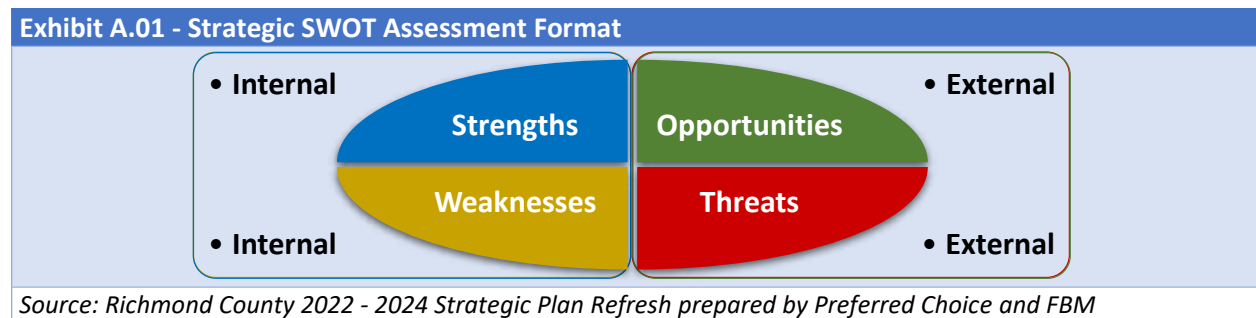 Exhibit A.01 - Strategic SWOT Assessment Format
• Internal
• External
Strengths
Opportunities
Weaknesses
Threats
• Internal
• External
Source: Richmond County 2022 - 2024 Strategic Plan Refresh prepared by Preferred Choice and FBM